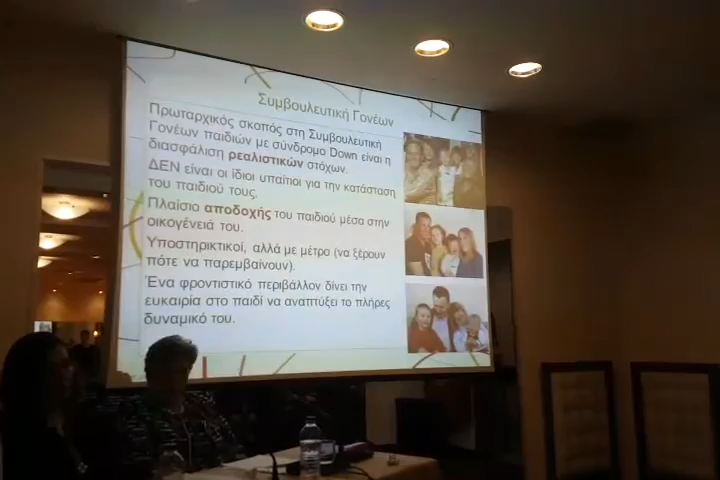 Συμβουλευτική Γονέων
Πρωταρχικός σκοπός στη Συμβουλευτική
Γονέων παιδιών με σύνδρομο Down είναι η
διασφάλιση ρεαλιστικών στόχων.
ΔΕΝ είναι οι ίδιοι υπαίτιοι για την κατάσταση
του παιδιού τους.
Πλαίσιο αποδοχής του παιδιού μέσα στην
οικογένειά του.
Υποστηρικτικοί, αλλά με μέτρο (να ξέρουν
πότε να παρεμβαίνουν).
Ένα φροντιστικό περιβάλλον δίνει την
ευκαιρία στο παιδί να αναπτύξει το πλήρες
δυναμικό του.